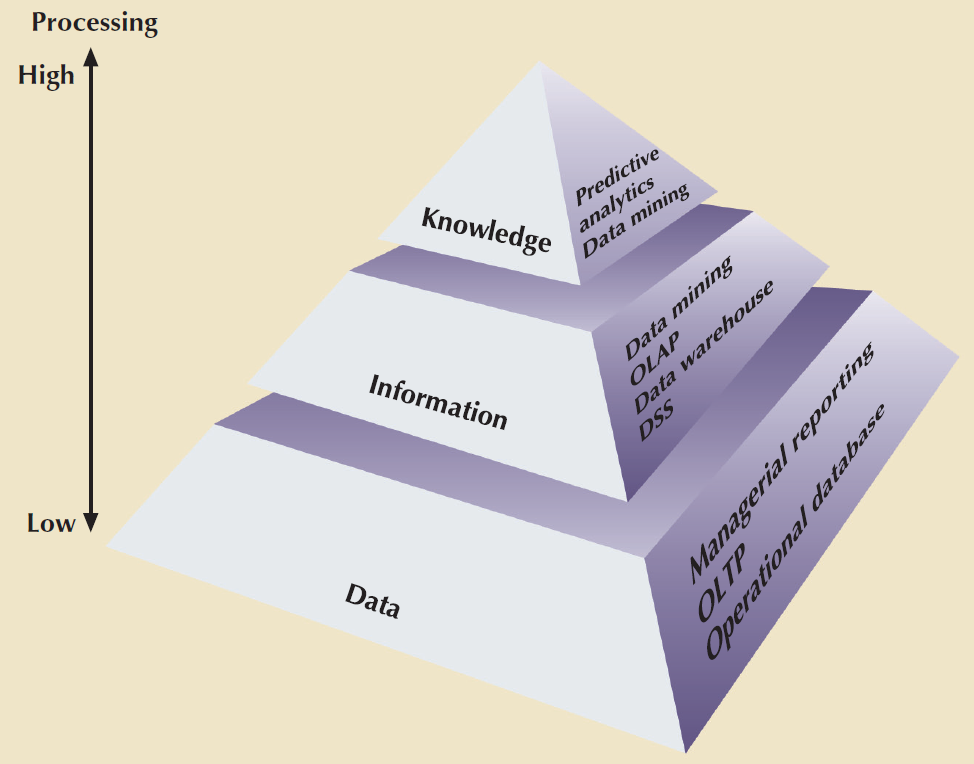 Processing
High
Knowledge
Predictive
analytics
Data mining
Information
Data mining
OLAP
Data warehouse
DSS
Low
Data
Managerial reporting
OLTP
Operational database